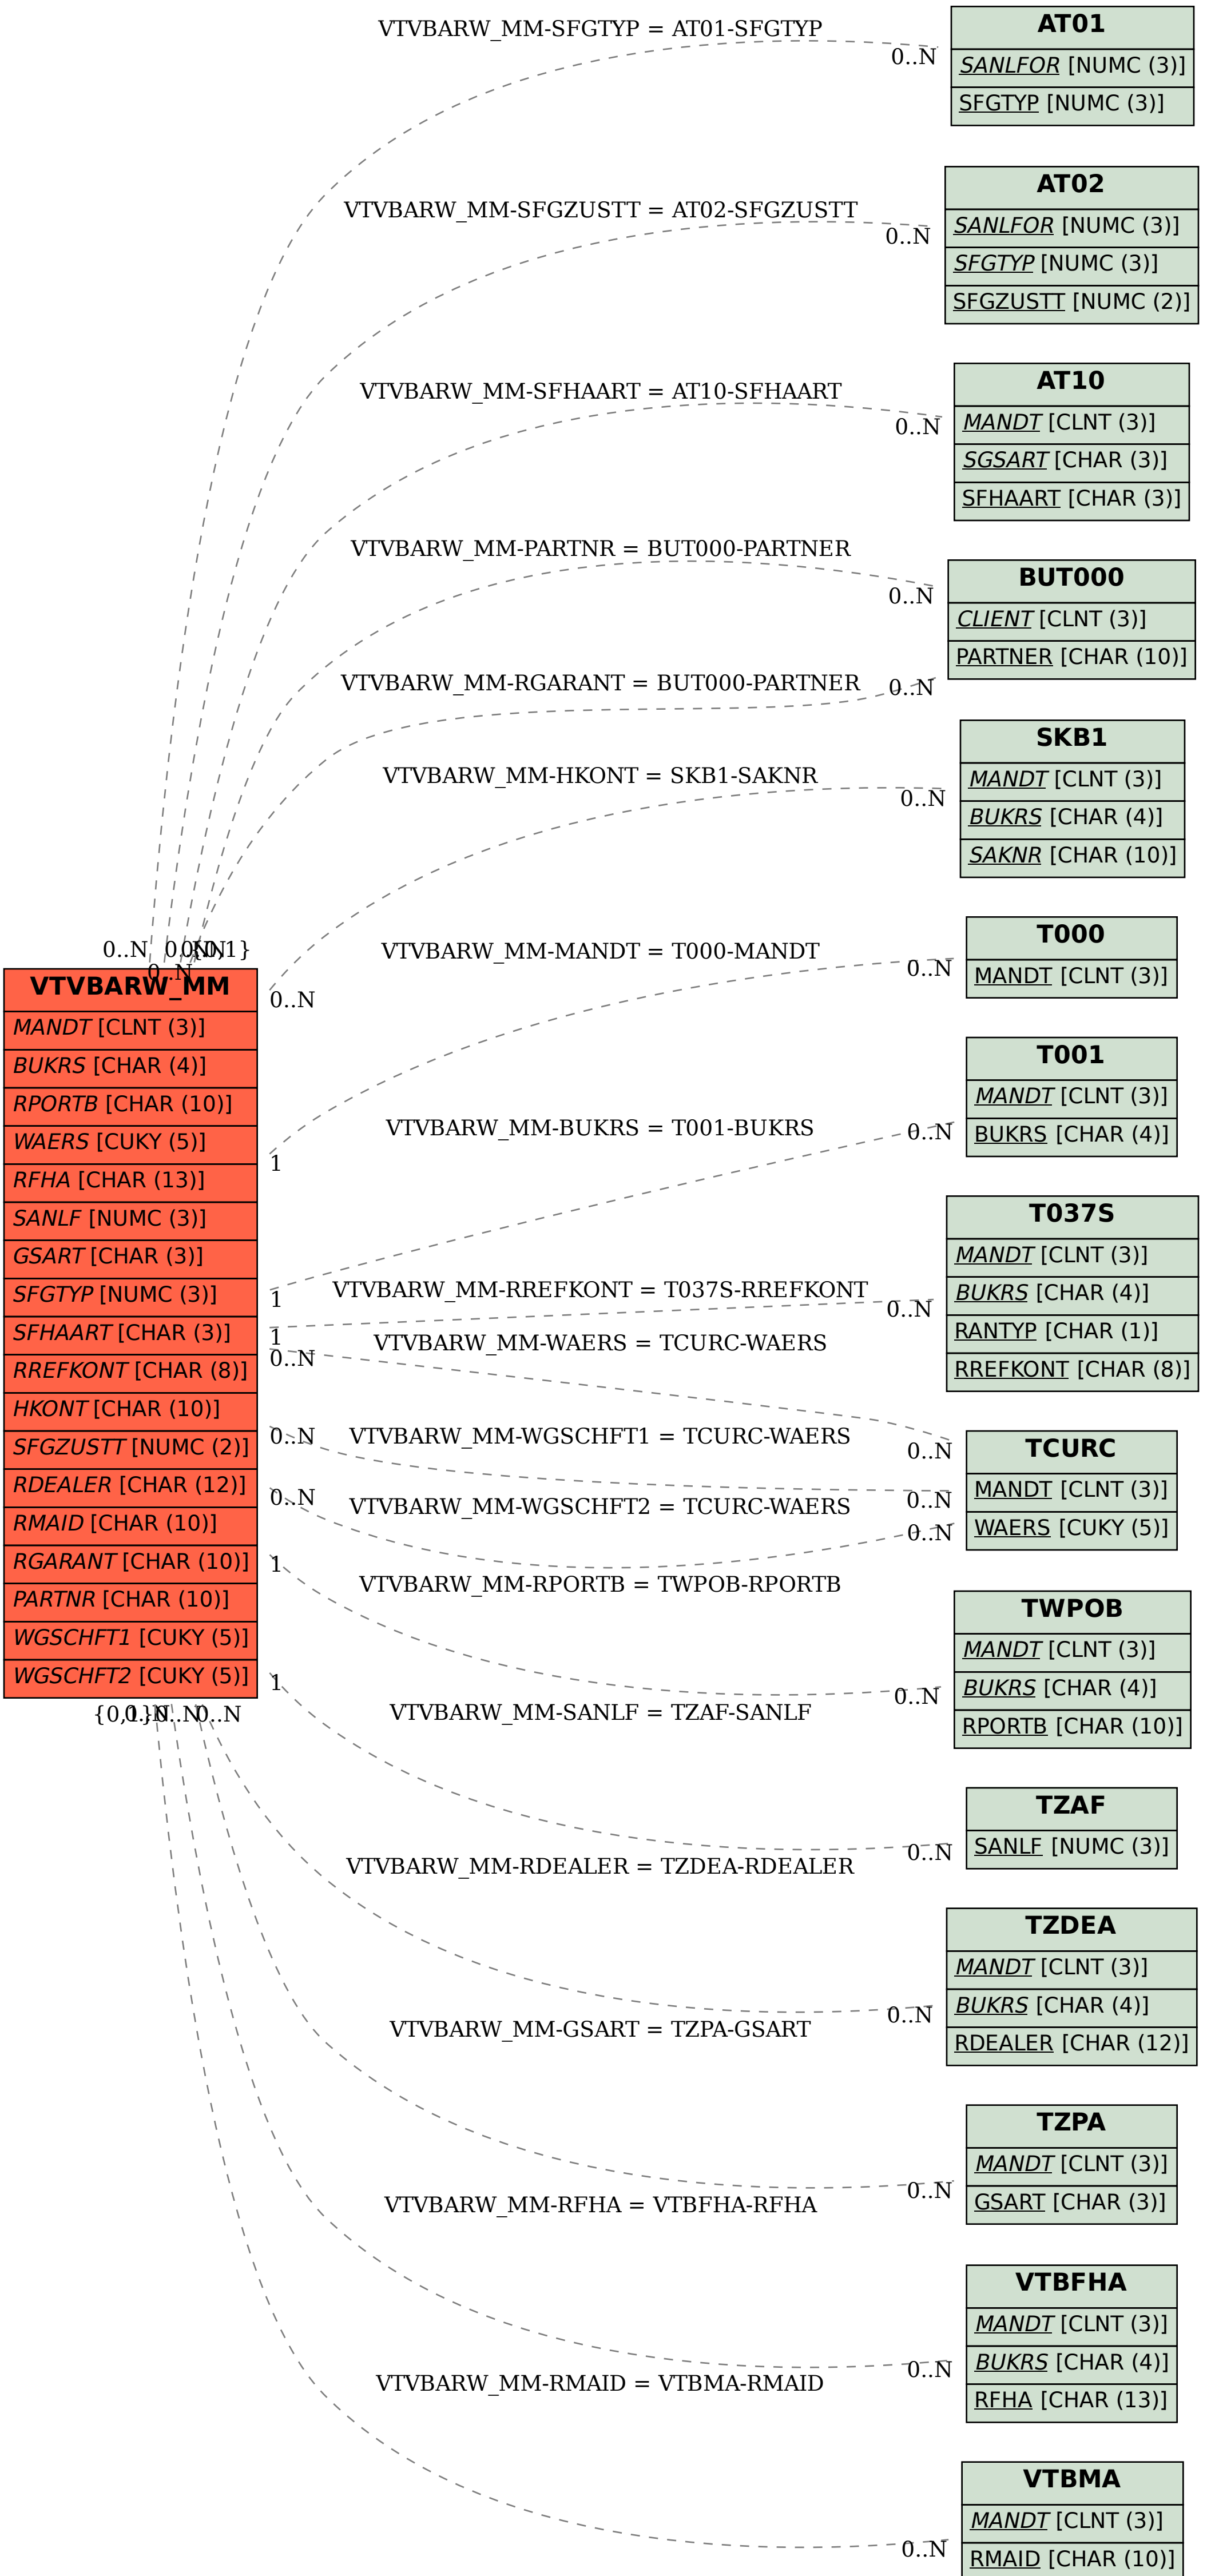 VTVBARW_MM-SFGTYP = AT01-SFGTYP
0..N
AT01
SANLFOR [NUMC (3)]
SFGTYP [NUMC (3)]
VTVBARW_MM-SFGZUSTT = AT02-SFGZUSTT
0..N
AT02
SANLFOR [NUMC (3)]
SFGTYP [NUMC (3)]
SFGZUSTT [NUMC (2)]
VTVBARW_MM-SFHAART = AT10-SFHAART
0..N
AT10
MANDT [CLNT (3)]
SGSART [CHAR (3)]
SFHAART [CHAR (3)]
VTVBARW_MM-PARTNR = BUT000-PARTNER
0..N
VTVBARW_MM-RGARANT = BUT000-PARTNER
0..N
BUT000
CLIENT [CLNT (3)]
PARTNER [CHAR (10)]
VTVBARW_MM-HKONT = SKB1-SAKNR
0..N
SKB1
MANDT [CLNT (3)]
BUKRS [CHAR (4)]
SAKNR [CHAR (10)]
VTVBARW_MM-MANDT = T000-MANDT
0..N
T000
MANDT [CLNT (3)]
VTVBARW_MM-BUKRS = T001-BUKRS
0..N
T001
MANDT [CLNT (3)]
BUKRS [CHAR (4)]
VTVBARW_MM-RREFKONT = T037S-RREFKONT
0..N
T037S
MANDT [CLNT (3)]
BUKRS [CHAR (4)]
RANTYP [CHAR (1)]
RREFKONT [CHAR (8)]
VTVBARW_MM-WAERS = TCURC-WAERS
0..N
VTVBARW_MM-WGSCHFT1 = TCURC-WAERS
0..N
VTVBARW_MM-WGSCHFT2 = TCURC-WAERS
0..N
TCURC
MANDT [CLNT (3)]
WAERS [CUKY (5)]
VTVBARW_MM-RPORTB = TWPOB-RPORTB
0..N
TWPOB
MANDT [CLNT (3)]
BUKRS [CHAR (4)]
RPORTB [CHAR (10)]
VTVBARW_MM-SANLF = TZAF-SANLF
0..N
TZAF
SANLF [NUMC (3)]
VTVBARW_MM-RDEALER = TZDEA-RDEALER
0..N
TZDEA
MANDT [CLNT (3)]
BUKRS [CHAR (4)]
RDEALER [CHAR (12)]
VTVBARW_MM-GSART = TZPA-GSART
0..N
TZPA
MANDT [CLNT (3)]
GSART [CHAR (3)]
VTVBARW_MM-RFHA = VTBFHA-RFHA
0..N
VTBFHA
MANDT [CLNT (3)]
BUKRS [CHAR (4)]
RFHA [CHAR (13)]
VTVBARW_MM-RMAID = VTBMA-RMAID
0..N
VTBMA
MANDT [CLNT (3)]
RMAID [CHAR (10)]
0..N
0..N
VTVBARW_MM
MANDT [CLNT (3)]
BUKRS [CHAR (4)]
RPORTB [CHAR (10)]
WAERS [CUKY (5)]
RFHA [CHAR (13)]
SANLF [NUMC (3)]
GSART [CHAR (3)]
SFGTYP [NUMC (3)]
SFHAART [CHAR (3)]
RREFKONT [CHAR (8)]
HKONT [CHAR (10)]
SFGZUSTT [NUMC (2)]
RDEALER [CHAR (12)]
RMAID [CHAR (10)]
RGARANT [CHAR (10)]
PARTNR [CHAR (10)]
WGSCHFT1 [CUKY (5)]
WGSCHFT2 [CUKY (5)]
0..N
1
1
1
0..N
0..N
0..N
1
1
0..N